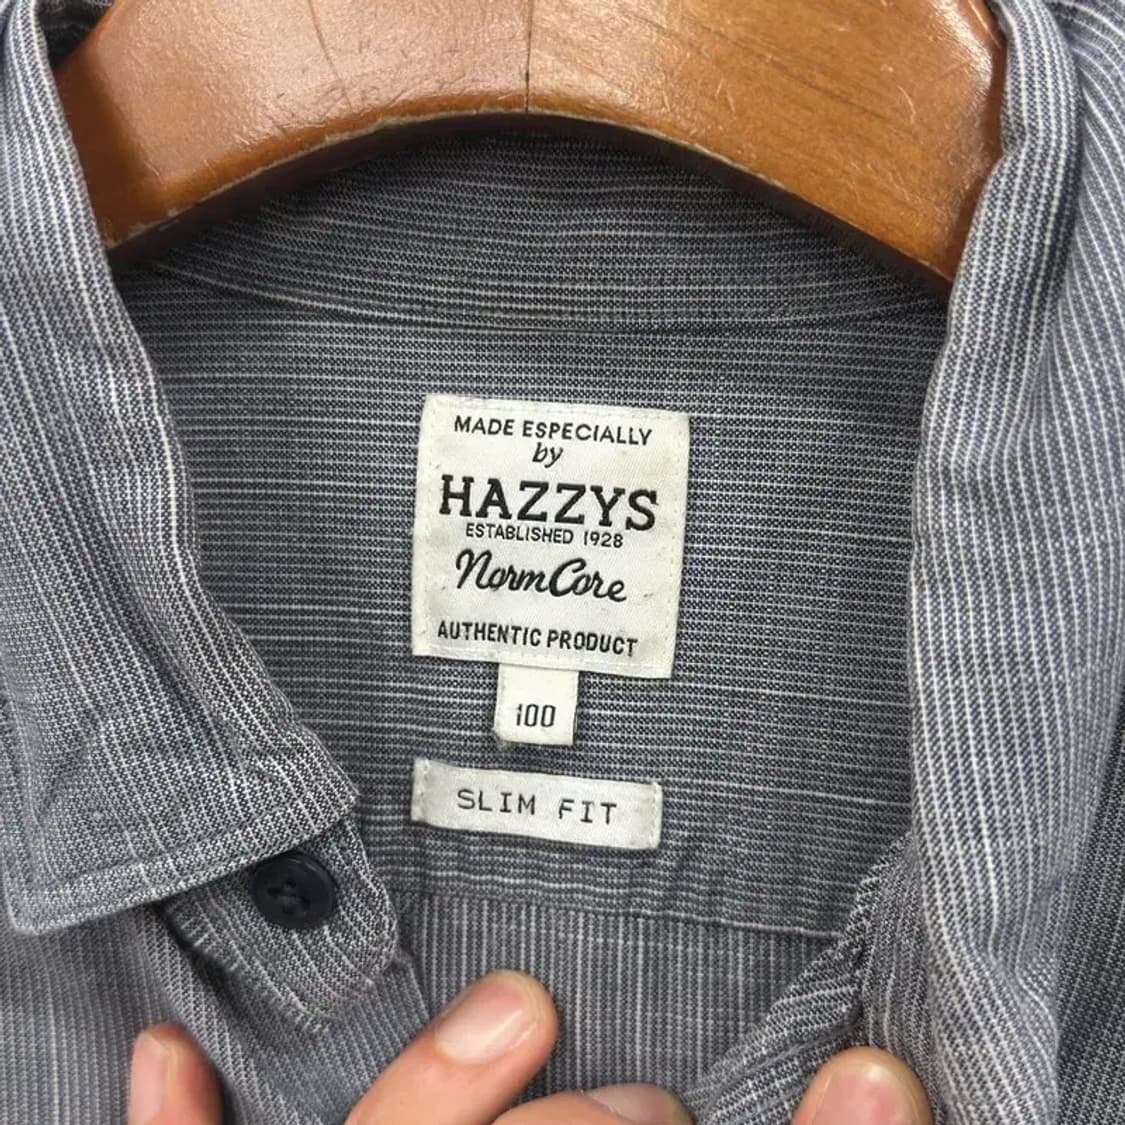 MADE ESPECIALLY
by
HAZZYS
ESTABLISHED 1928
NormCore
AUTHENTIC PRODUCT
100
SLIM FIT